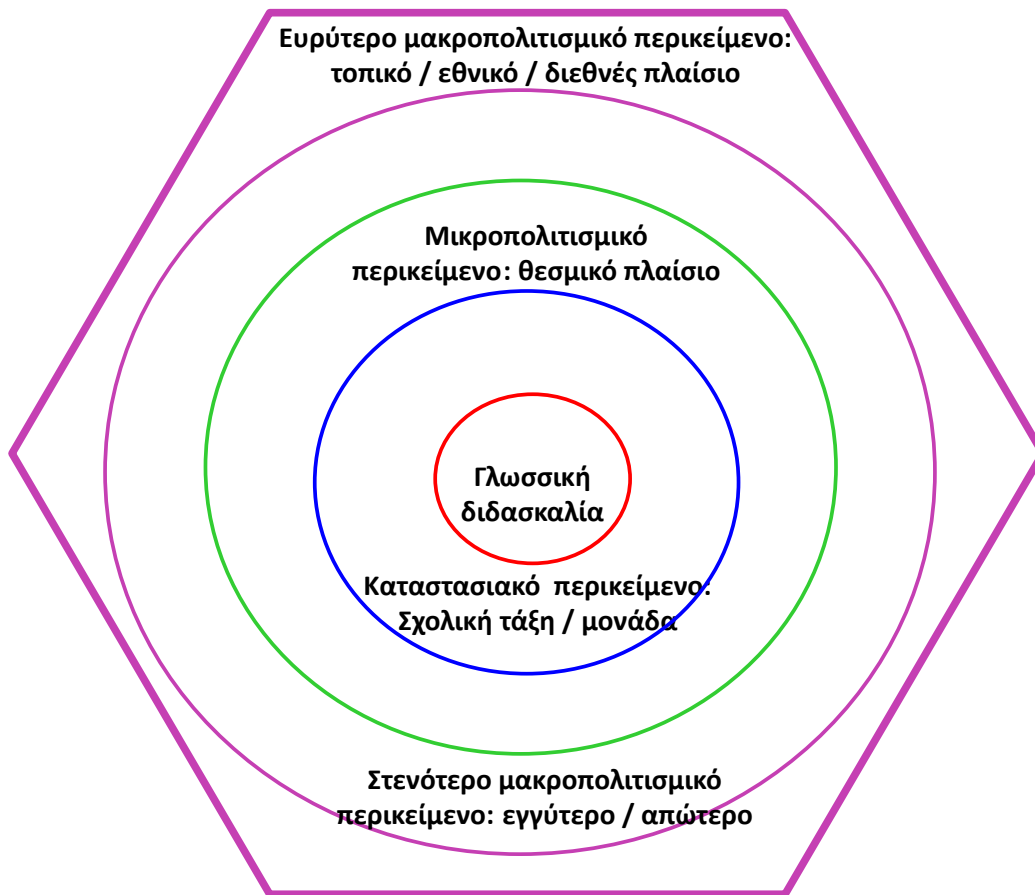 Ευρύτερο μακροπολιτισμικό περικείμενο:
τοπικό / εθνικό / διεθνές πλαίσιο
Μικροπολιτισμικό
περικείμενο: θεσμικό πλαίσιο
Γλωσσική
διδασκαλία
Καταστασιακό περικείμενο:
Σχολική τάξη / μονάδα
Στενότερο μακροπολιτισμικό
περικείμενο: εγγύτερο / απώτερο